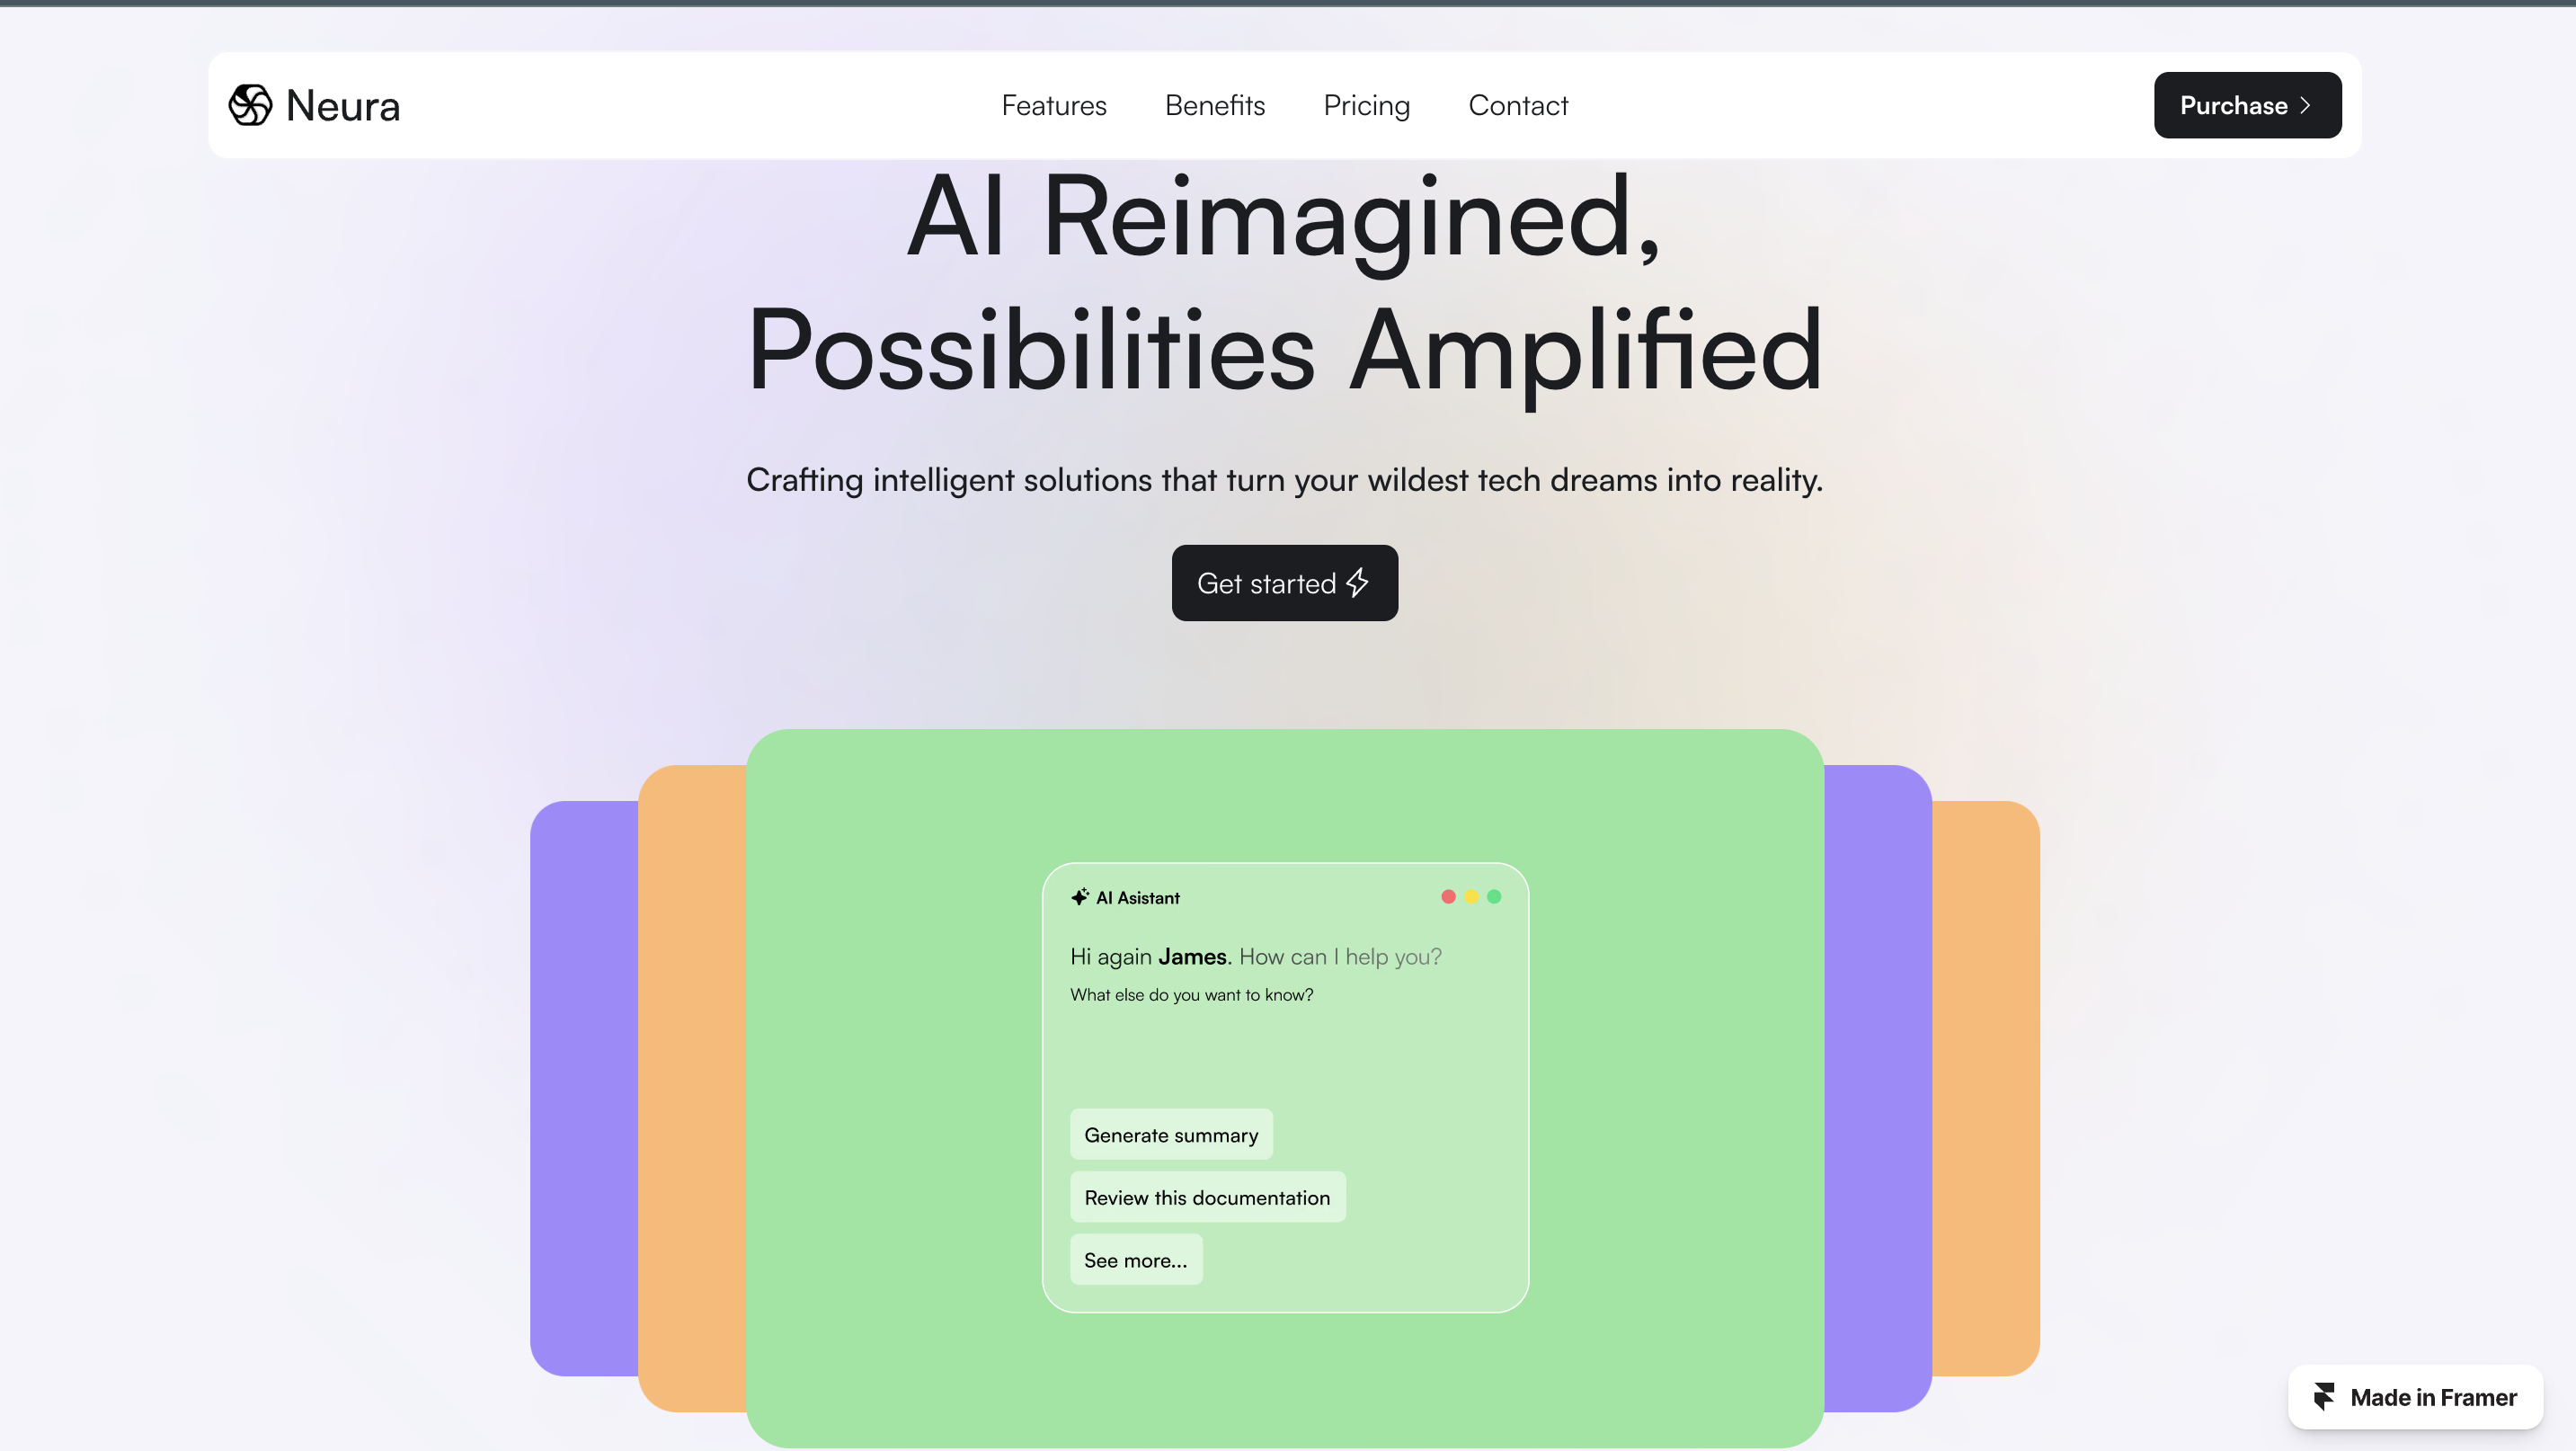 Neura
Features Benefits Pricing Contact
Purchase
AI Reimagined,
Possibilities Amplified
Crafting intelligent solutions that turn your wildest tech dreams into reality.
Get started
AI Asistant
Hi again James. How can I help you?
What else do you want to know?
Generate summary
Review this documentation
See more...
Made in Framer